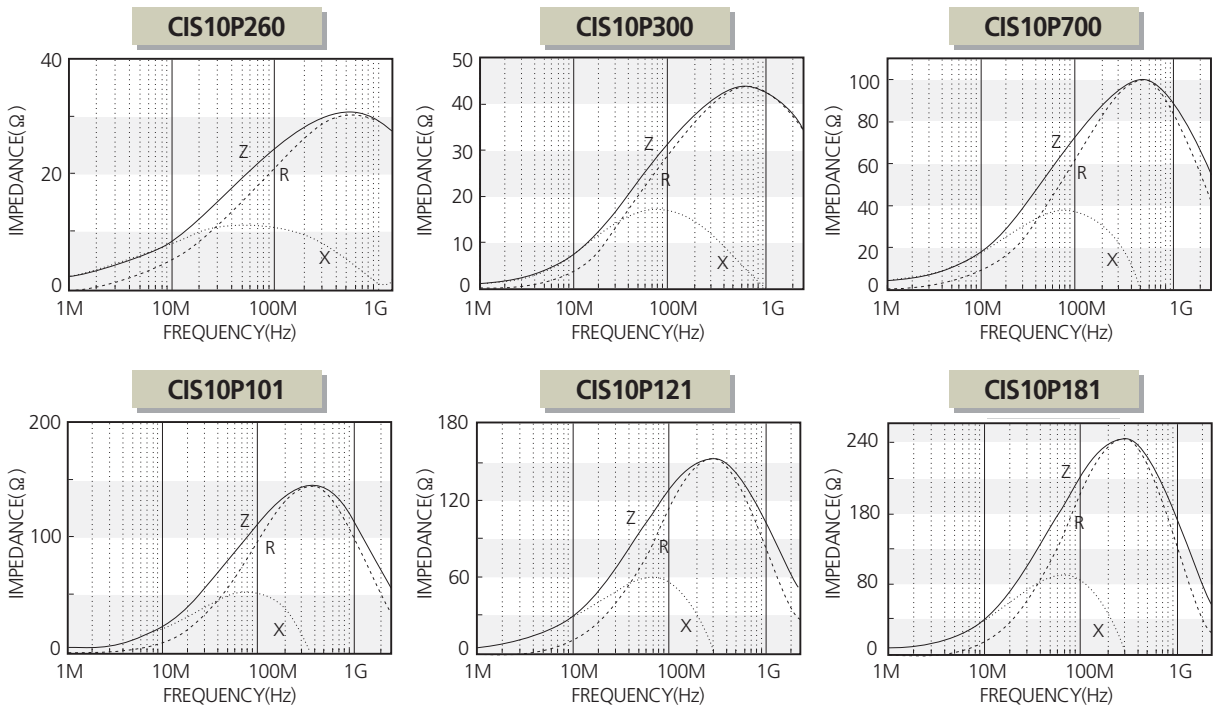 CIS10P260
40
20
0
IMPEDANCE(Ω)
Z
R
X
1M 10M 100M 1G
FREQUENCY(Hz)
CIS10P300
50
40
30
20
10
0
IMPEDANCE(Ω)
Z
R
X
1M 10M 100M 1G
FREQUENCY(Hz)
CIS10P700
100
80
60
40
20
0
IMPEDANCE(Ω)
Z
R
X
1M 10M 100M 1G
FREQUENCY(Hz)
CIS10P101
200
100
0
IMPEDANCE(Ω)
Z
R
X
1M 10M 100M 1G
FREQUENCY(Hz)
CIS10P121
180
120
60
0
IMPEDANCE(Ω)
Z
R
X
1M 10M 100M 1G
FREQUENCY(Hz)
CIS10P181
240
180
80
0
IMPEDANCE(Ω)
Z
R
X
1M 10M 100M 1G
FREQUENCY(Hz)